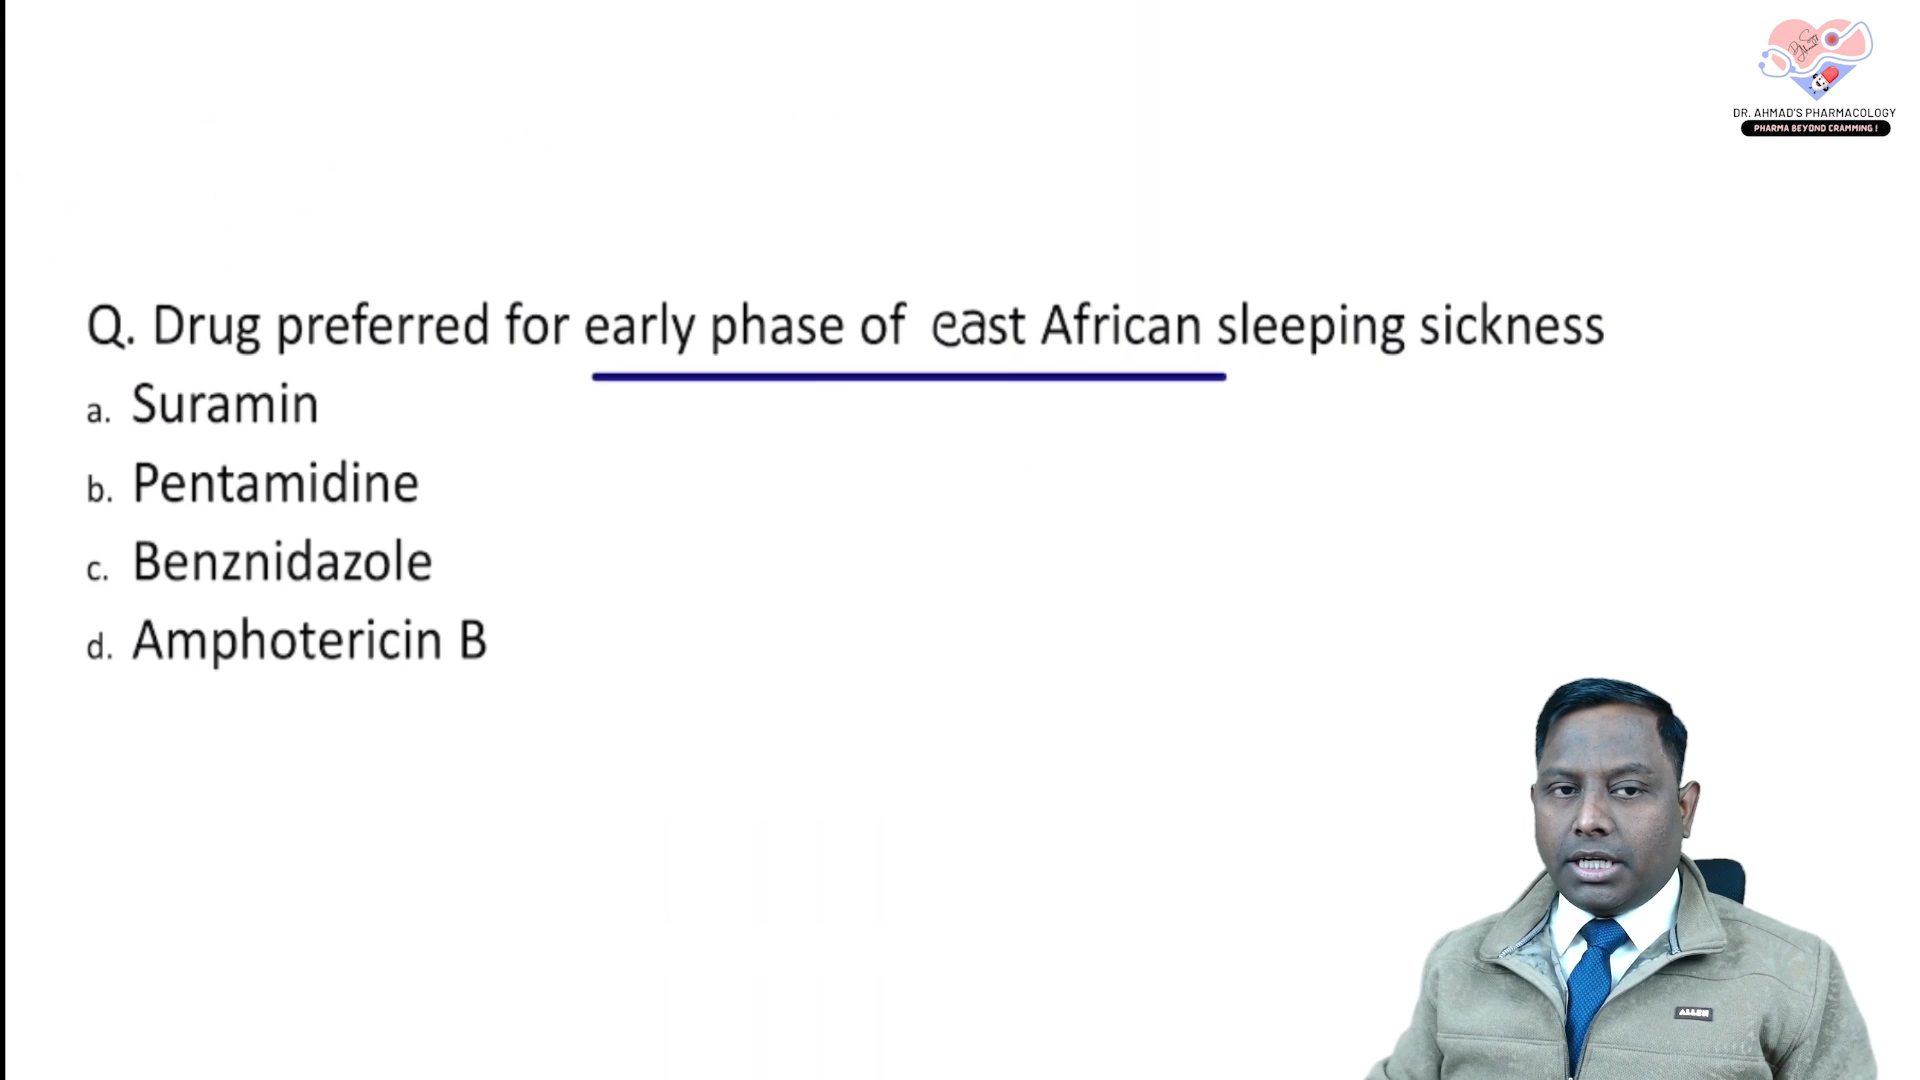 DR. AHMAD'S PHARMACOLOGY
PHARMA BEYOND CRAMMING !
Q. Drug preferred for early phase of east African sleeping sickness
a. Suramin
b. Pentamidine
c. Benznidazole
d. Amphotericin B
ALLEN